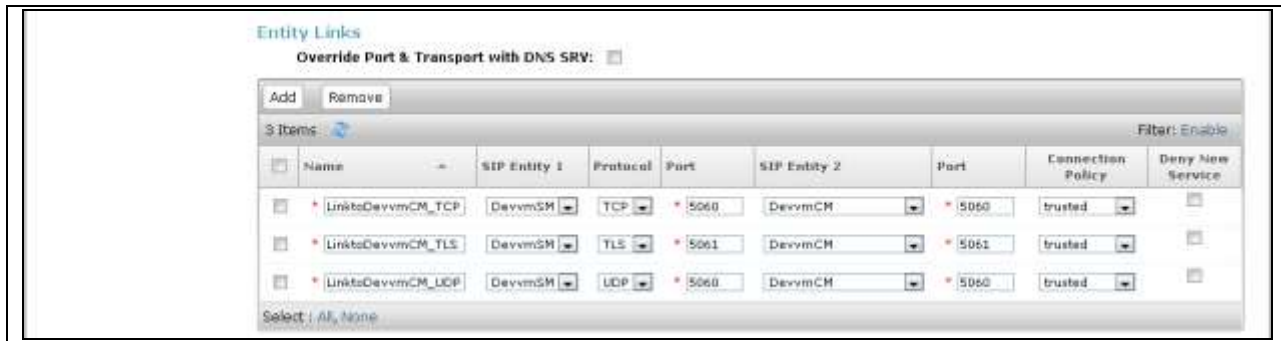 Entity Links
Override Port & Transport with DNS SRV:
Add Remove
3 Items Filter: Enable
Name SIP Entity 1 Protocol Port SIP Entity 2 Port Connection Policy Deny New Service
* LinktoDevvmCM_TCP DevvmSM TCP * 5060 DevvmCM * 5060 trusted
* LinktoDevvmCM_TLS DevvmSM TLS * 5061 DevvmCM * 5061 trusted
* LinktoDevvmCM_UDP DevvmSM UDP * 5060 DevvmCM * 5060 trusted
Select : All, None